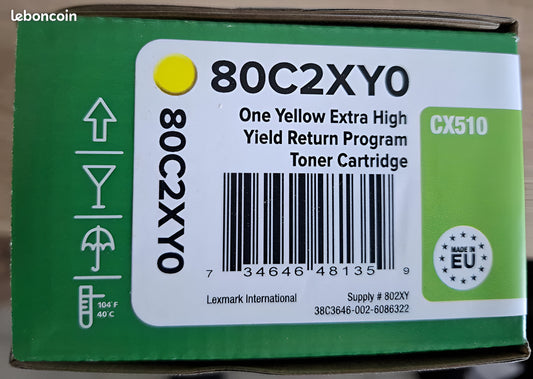 leboncoin
80C2XY0
80C2XY0
One Yellow Extra High
Yield Return Program
Toner Cartridge
CX510
7 34646 48135 9
MADE IN
EU
Lexmark International
Supply # 802XY
38C3646-002-6086322
104°F
40°C